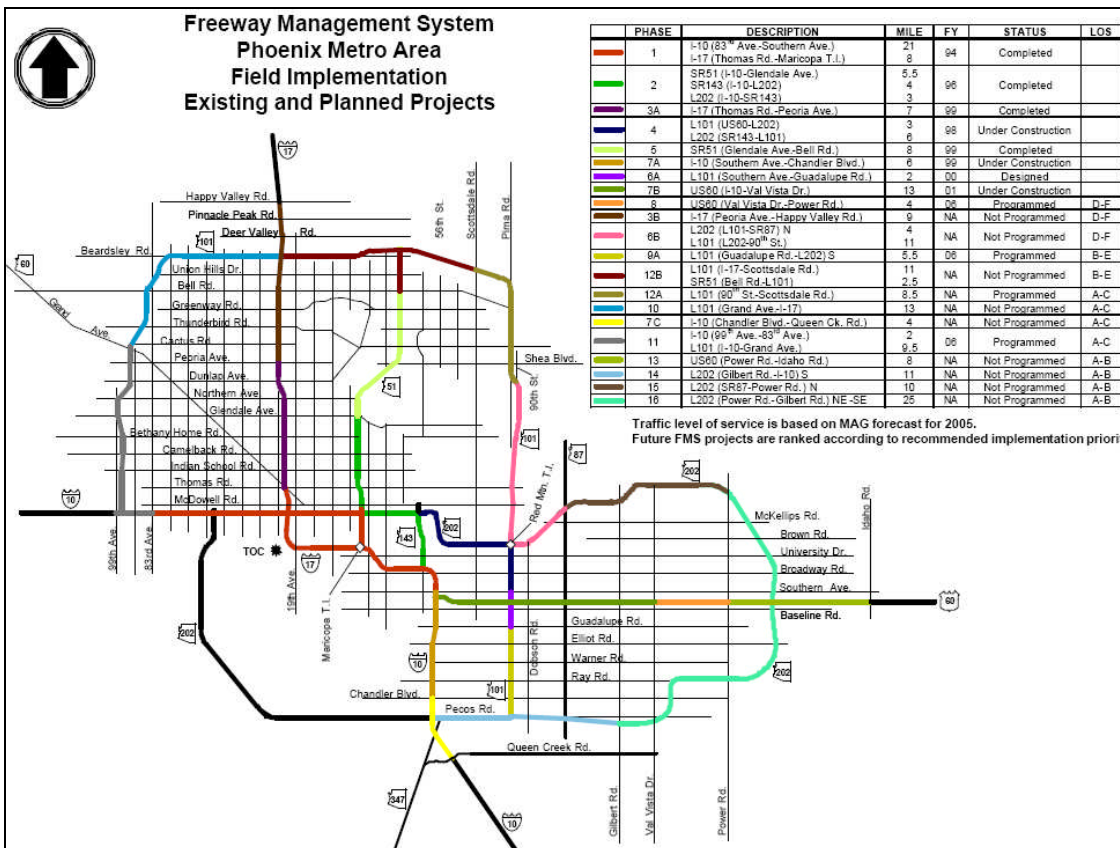 Freeway Management System
Phoenix Metro Area
Field Implementation
Existing and Planned Projects
PHASE DESCRIPTION MILE FY STATUS LOS
1 I-10 (83rd Ave.-Southern Ave.) 21 94 Completed
I-17 (Thomas Rd.-Maricopa T.I.) 8
2 SR51 (I-10-Glendale Ave.) 5.5 96 Completed
SR143 (I-10-L202) 4
L202 (I-10-SR143) 3
3A I-17 (Thomas Rd.-Peoria Ave.) 7 99 Completed
4 L101 (US60-L202) 3 98 Under Construction
L202 (SR143-L101) 6
5 SR51 (Glendale Ave.-Bell Rd.) 8 99 Completed
7A I-10 (Southern Ave.-Chandler Blvd.) 6 99 Under Construction
6A L101 (Southern Ave.-Guadalupe Rd.) 2 00 Designed
7B US60 (I-10-Val Vista Dr.) 13 01 Under Construction
8 US60 (Val Vista Dr.-Power Rd.) 4 06 Programmed D-F
3B I-17 (Peoria Ave.-Happy Valley Rd.) 9 NA Not Programmed D-F
6B L202 (L101-SR87) N 4 NA Not Programmed D-F
L101 (L202-90th St.) 11
9A L101 (Guadalupe Rd.-L202) S 5.5 06 Programmed B-E
12B L101 (I-17-Scottsdale Rd.) 11 NA Not Programmed B-E
SR51 (Bell Rd.-L101) 2.5
12A L101 (90th St.-Scottsdale Rd.) 8.5 NA Programmed A-C
10 L101 (Grand Ave.-I-17) 13 NA Not Programmed A-C
7C I-10 (Chandler Blvd.-Queen Ck. Rd.) 4 NA Not Programmed A-C
11 I-10 (99th Ave.-83rd Ave.) 2 06 Programmed A-C
L101 (I-10-Grand Ave.) 9.5
13 US60 (Power Rd.-Idaho Rd.) 8 NA Not Programmed A-B
14 L202 (Gilbert Rd.-I-10) S 11 NA Not Programmed A-B
15 L202 (SR87-Power Rd.) N 10 NA Not Programmed A-B
16 L202 (Power Rd.-Gilbert Rd.) NE -SE 25 NA Not Programmed A-B
Traffic level of service is based on MAG forecast for 2005.
Future FMS projects are ranked according to recommended implementation priori
17
Happy Valley Rd.
Pinnacle Peak Rd.
Deer Valley Rd.
56th St.
Scottsdale Rd.
Pima Rd.
101
Beardsley Rd.
60
Union Hills Dr.
Bell Rd.
Grand Ave.
Greenway Rd.
Thunderbird Rd.
Cactus Rd.
Peoria Ave.
Shea Blvd.
Dunlap Ave.
51
Northern Ave.
90th St.
Glendale Ave.
Bethany Home Rd.
101
87
Camelback Rd.
Indian School Rd.
Thomas Rd.
202
10
McDowell Rd.
Red Mtn. T.I.
Idaho Rd.
McKellips Rd.
202
143
Brown Rd.
99th Ave.
83rd Ave
TOC
17
University Dr.
Broadway Rd.
19th Ave.
Southern Ave.
Maricopa T.I.
60
Baseline Rd.
Guadalupe Rd.
202
Dobson Rd.
Elliot Rd.
10
Warner Rd.
202
Ray Rd.
Chandler Blvd.
101
Pecos Rd.
Queen Creek Rd.
347
10
Gilbert Rd.
Val Vista Dr.
Power Rd.